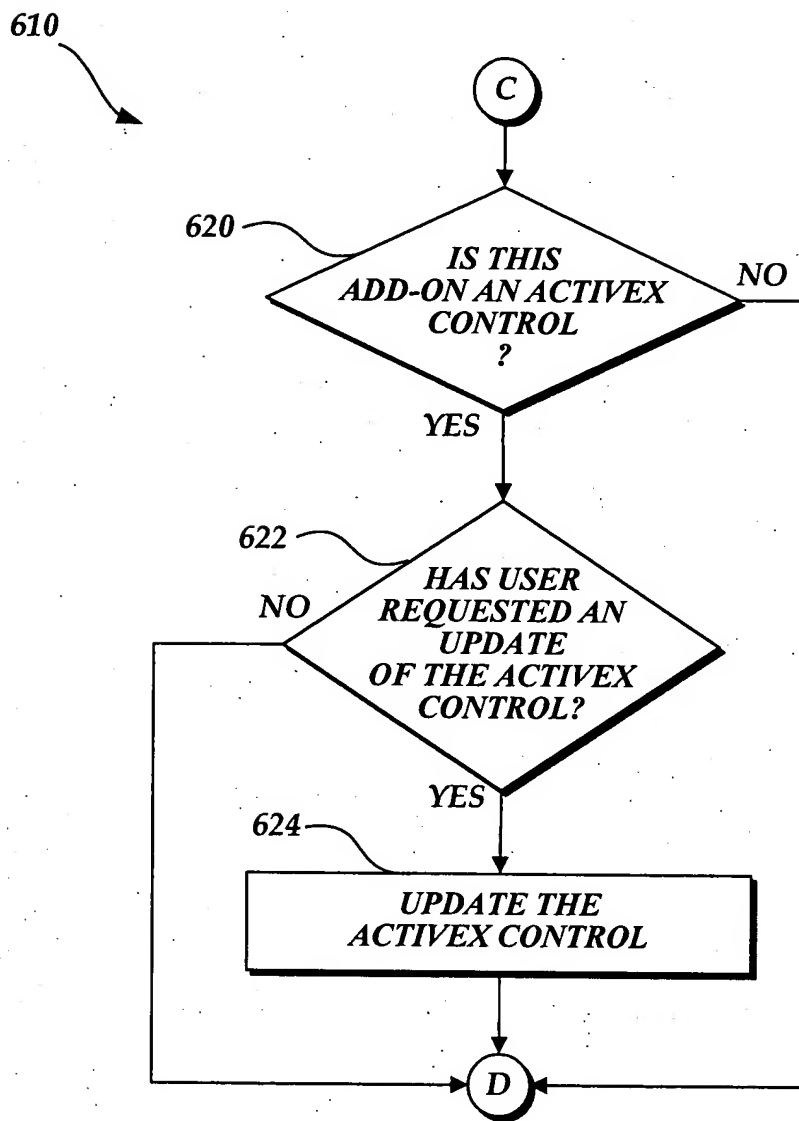 610
C
620
IS THIS
ADD-ON AN ACTIVEX
CONTROL
?
NO
YES
622
HAS USER
REQUESTED AN
UPDATE
OF THE ACTIVEX
CONTROL?
NO
YES
624
UPDATE THE
ACTIVEX CONTROL
D